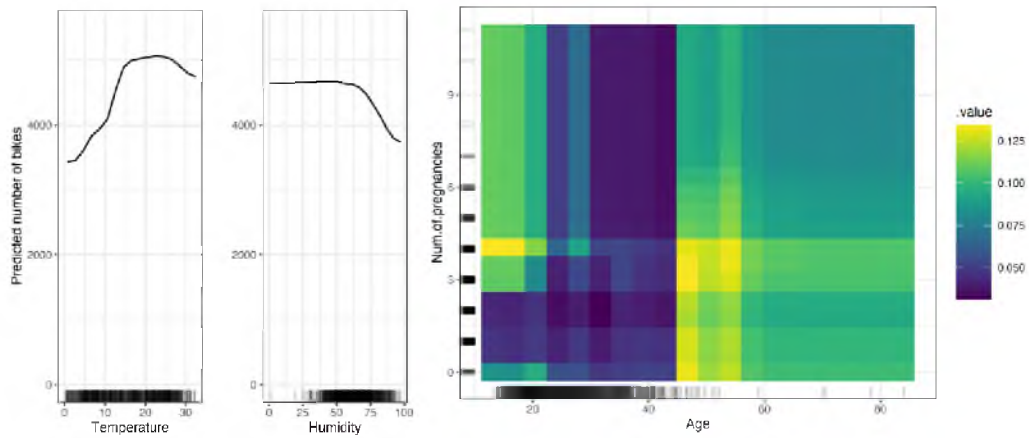 Predicted number of bikes
4000
2000
0
0 10 20 30
Temperature
4000
2000
0
0 25 50 75 100
Humidity
Num.of.pregnancies
9
6
3
0
20 40 60 80
Age
.value
0.125
0.100
0.075
0.050